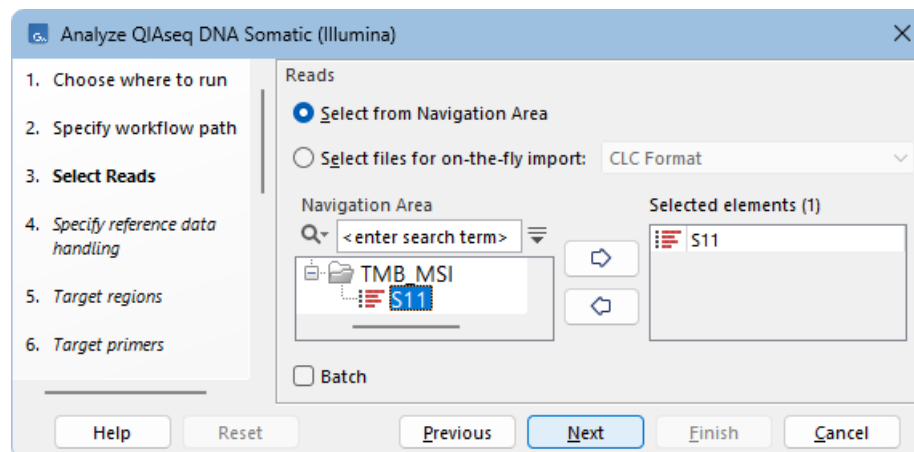 Analyze QIAseq DNA Somatic (Illumina)
1. Choose where to run
2. Specify workflow path
3. Select Reads
4. Specify reference data
handling
5. Target regions
6. Target primers
Reads
Select from Navigation Area
Select files for on-the-fly import: CLC Format
Navigation Area
<enter search term>
TMB_MSI
S11
Selected elements (1)
S11
Batch
Help Reset Previous Next Finish Cancel